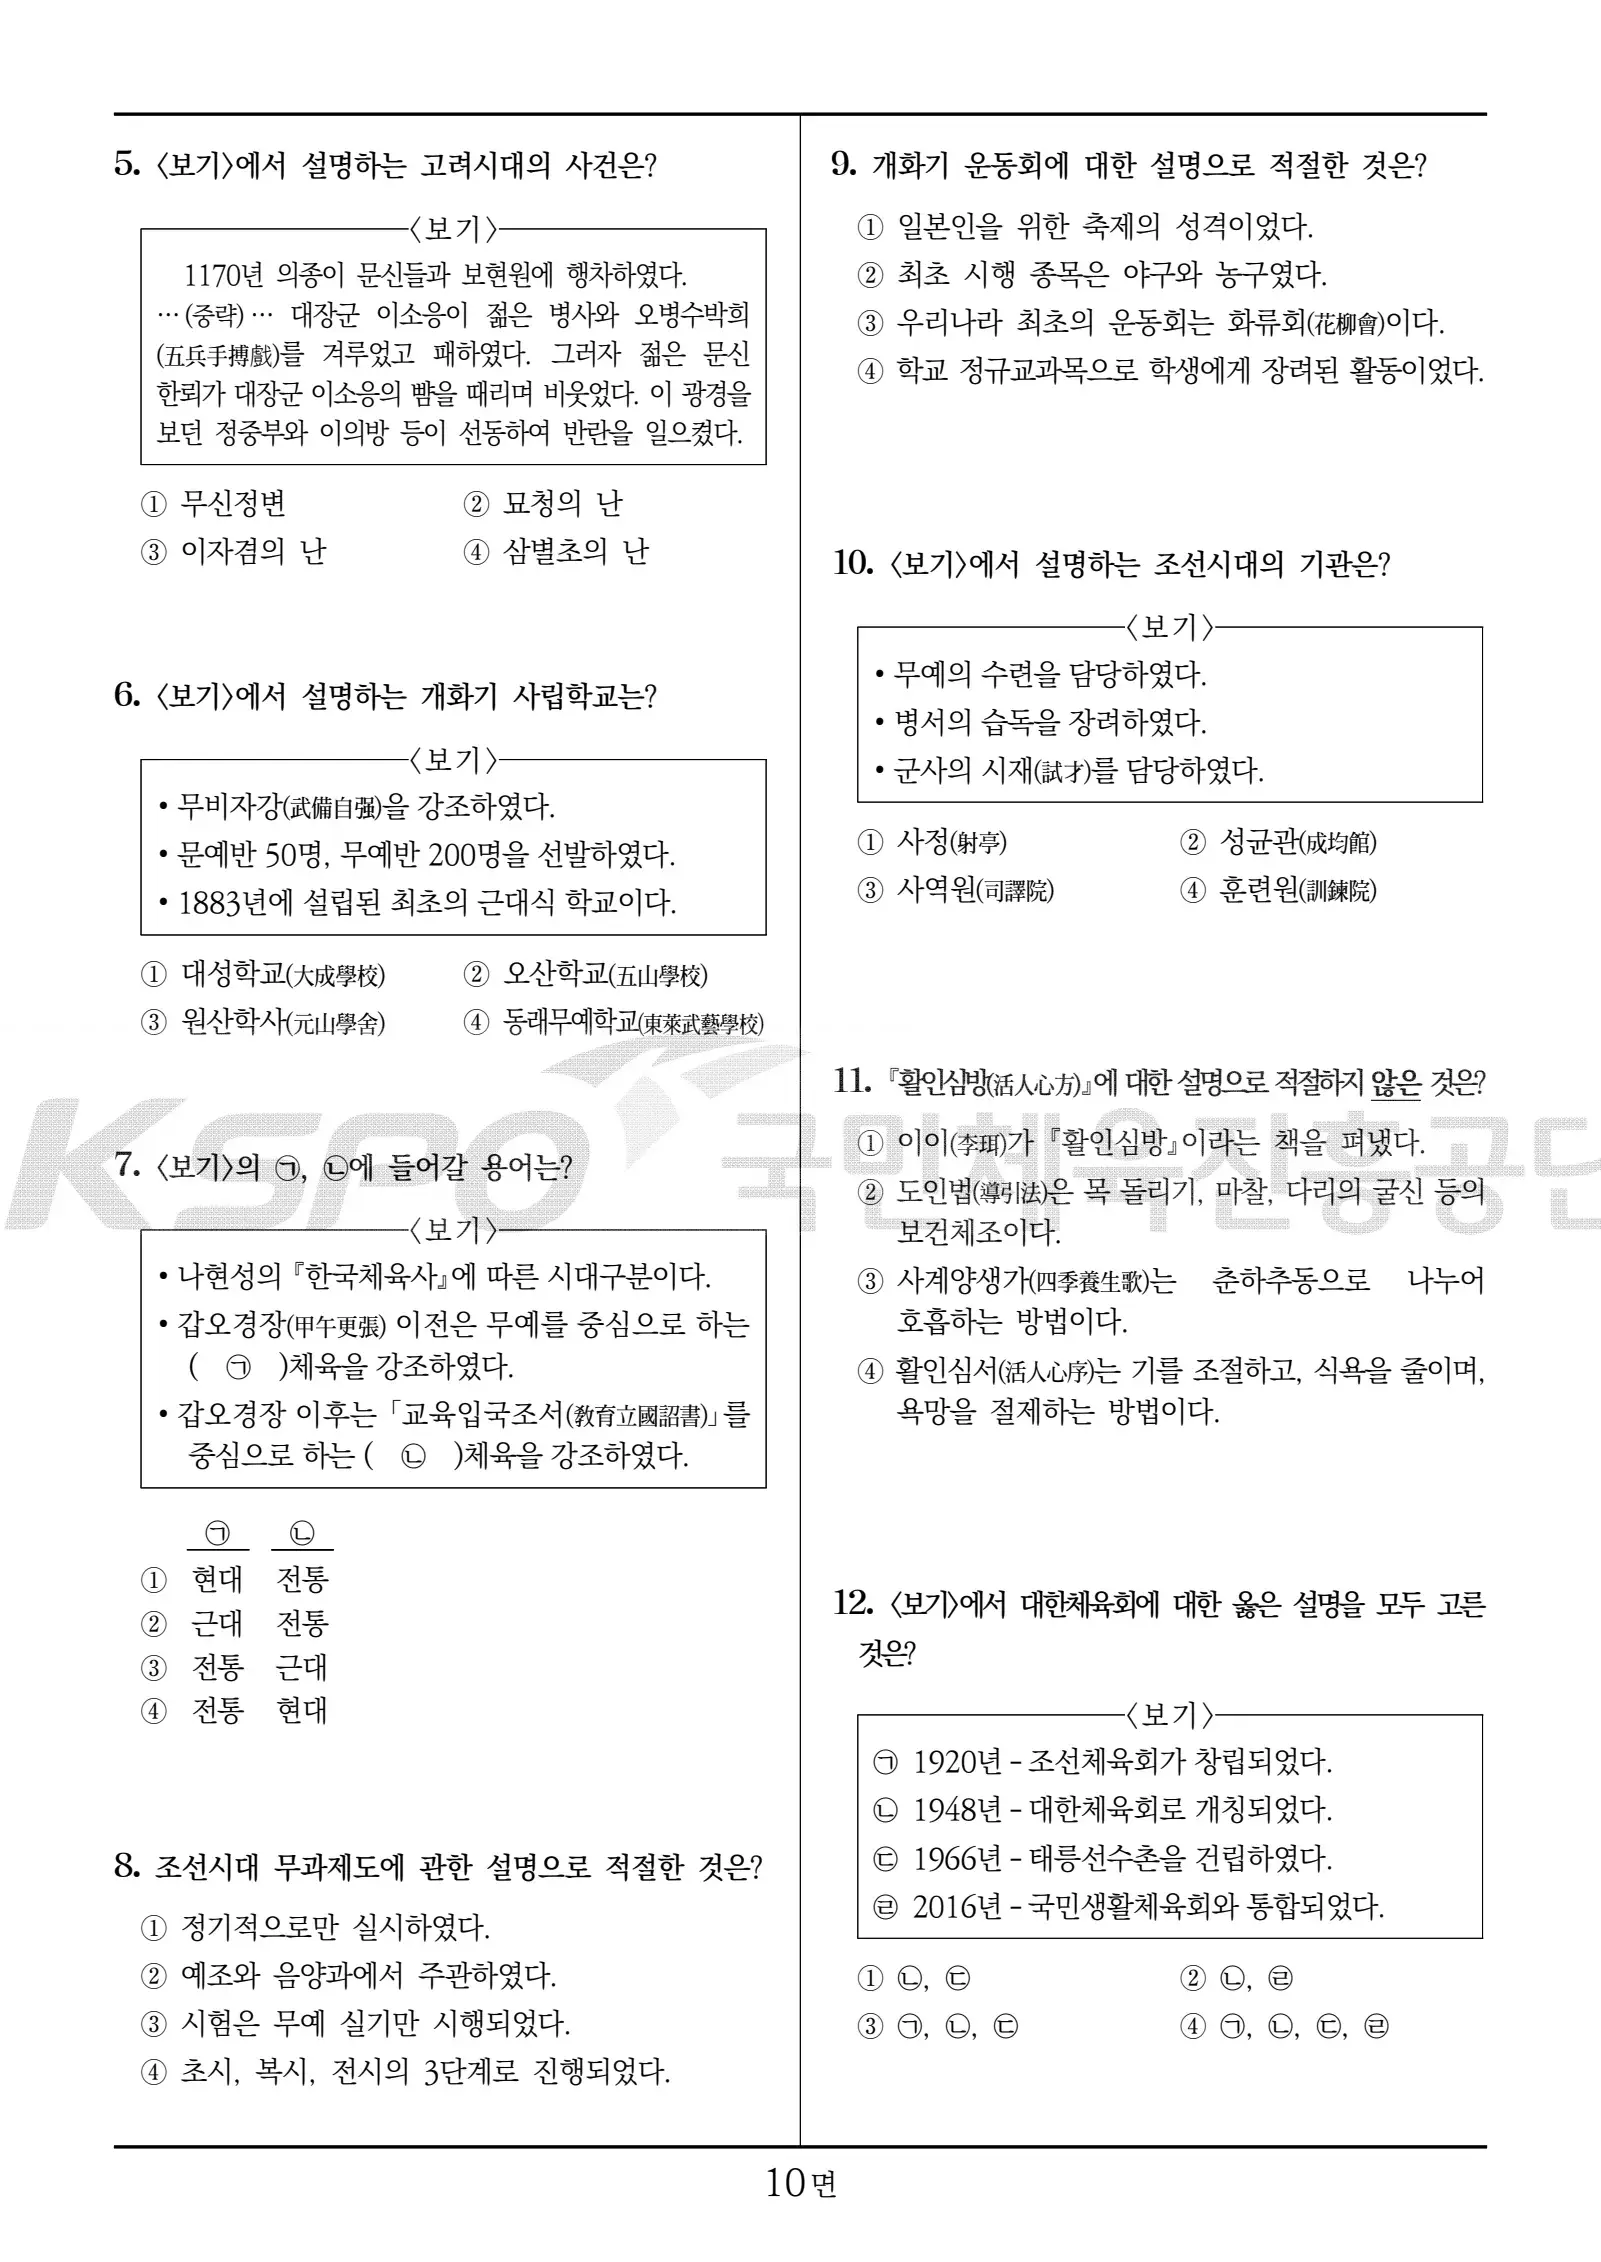 5. 〈보기〉에서 설명하는 고려시대의 사건은?
〈보기〉
1170년 의종이 문신들과 보현원에 행차하였다.
…(중략)… 대장군 이소응이 젊은 병사와 오병수박희
(五兵手搏戱)를 겨루었고 패하였다. 그러자 젊은 문신
한뢰가 대장군 이소응의 뺨을 때리며 비웃었다. 이 광경을
보던 정중부와 이의방 등이 선동하여 반란을 일으켰다.
① 무신정변 ② 묘청의 난
③ 이자겸의 난 ④ 삼별초의 난
6. 〈보기〉에서 설명하는 개화기 사립학교는?
〈보기〉
• 무비자강(武備自强)을 강조하였다.
• 문예반 50명, 무예반 200명을 선발하였다.
• 1883년에 설립된 최초의 근대식 학교이다.
① 대성학교(大成學校) ② 오산학교(五山學校)
③ 원산학사(元山學舍) ④ 동래무예학교(東萊武藝學校)
7. 〈보기〉의 ㉠, ㉡에 들어갈 용어는?
〈보기〉
• 나현성의 『한국체육사』에 따른 시대구분이다.
• 갑오경장(甲午更張) 이전은 무예를 중심으로 하는
( ㉠ )체육을 강조하였다.
• 갑오경장 이후는 「교육입국조서(敎育立國詔書)」를
중심으로 하는 ( ㉡ )체육을 강조하였다.
㉠ ㉡
① 현대 전통
② 근대 전통
③ 전통 근대
④ 전통 현대
8. 조선시대 무과제도에 관한 설명으로 적절한 것은?
① 정기적으로만 실시하였다.
② 예조와 음양과에서 주관하였다.
③ 시험은 무예 실기만 시행되었다.
④ 초시, 복시, 전시의 3단계로 진행되었다.
9. 개화기 운동회에 대한 설명으로 적절한 것은?
① 일본인을 위한 축제의 성격이었다.
② 최초 시행 종목은 야구와 농구였다.
③ 우리나라 최초의 운동회는 화류회(花柳會)이다.
④ 학교 정규교과목으로 학생에게 장려된 활동이었다.
10. 〈보기〉에서 설명하는 조선시대의 기관은?
〈보기〉
• 무예의 수련을 담당하였다.
• 병서의 습독을 장려하였다.
• 군사의 시재(試才)를 담당하였다.
① 사정(射亭) ② 성균관(成均館)
③ 사역원(司譯院) ④ 훈련원(訓鍊院)
11. 『활인심방(活人心方)』에 대한 설명으로 적절하지 않은 것은?
① 이이(李珥)가 『활인심방』이라는 책을 펴냈다.
② 도인법(導引法)은 목 돌리기, 마찰, 다리의 굴신 등의
보건체조이다.
③ 사계양생가(四季養生歌)는 춘하추동으로 나누어
호흡하는 방법이다.
④ 활인심서(活人心序)는 기를 조절하고, 식욕을 줄이며,
욕망을 절제하는 방법이다.
12. 〈보기〉에서 대한체육회에 대한 옳은 설명을 모두 고른
것은?
〈보기〉
㉠ 1920년 - 조선체육회가 창립되었다.
㉡ 1948년 - 대한체육회로 개칭되었다.
㉢ 1966년 - 태릉선수촌을 건립하였다.
㉣ 2016년 - 국민생활체육회와 통합되었다.
① ㉡, ㉢ ② ㉡, ㉣
③ ㉠, ㉡, ㉢ ④ ㉠, ㉡, ㉢, ㉣
KSPO 국민체육진흥공단
10면